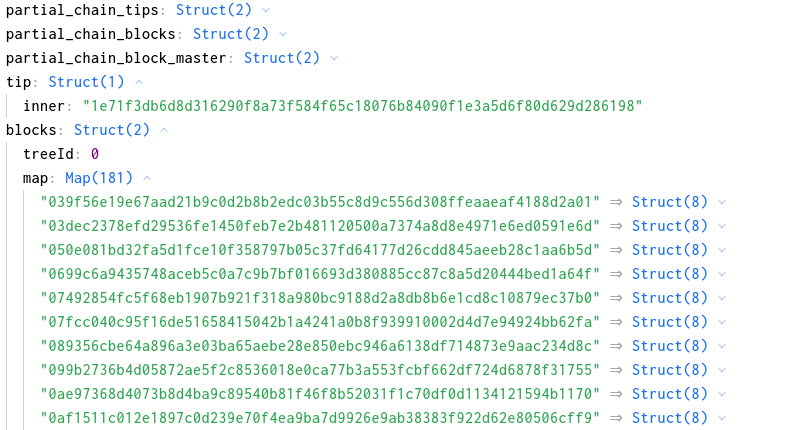 partial_chain_tips: Struct(2)
partial_chain_blocks: Struct(2)
partial_chain_block_master: Struct(2)
tip: Struct(1)
inner: "1e71f3db6d8d316290f8a73f584f65c18076b84090f1e3a5d6f80d629d286198"
blocks: Struct(2)
treeId: 0
map: Map(181)
"039f56e19e67aad21b9c0d2b8b2edc03b55c8d9c556d308ffeaaeaf4188d2a01" ⇒ Struct(8)
"03dec2378efd29536fe1450feb7e2b481120500a7374a8d8e4971e6ed0591e6d" ⇒ Struct(8)
"050e081bd32fa5d1fce10f358797b05c37fd64177d26cdd845aeeb28c1aa6b5d" ⇒ Struct(8)
"0699c6a9435748aceb5c0a7c9b7bf016693d380885cc87c8a5d20444bed1a64f" ⇒ Struct(8)
"07492854fc5f68eb1907b921f318a980bc9188d2a8db8b6e1cd8c10879ec37b0" ⇒ Struct(8)
"07fcc040c95f16de51658415042b1a4241a0b8f939910002d4d7e94924bb62fa" ⇒ Struct(8)
"089356cbe64a896a3e03ba65aebe28e850ebc946a6138df714873e9aac234d8c" ⇒ Struct(8)
"099b2736b4d05872ae5f2c8536018e0ca77b3a553fcbf662df724d6878f31755" ⇒ Struct(8)
"0ae97368d4073b8d4ba9c89540b81f46f8b52031f1c70df0d1134121594b1170" ⇒ Struct(8)
"0af1511c012e1897c0d239e70f4ea9ba7d9926e9ab38383f922d62e80506cff9" ⇒ Struct(8)